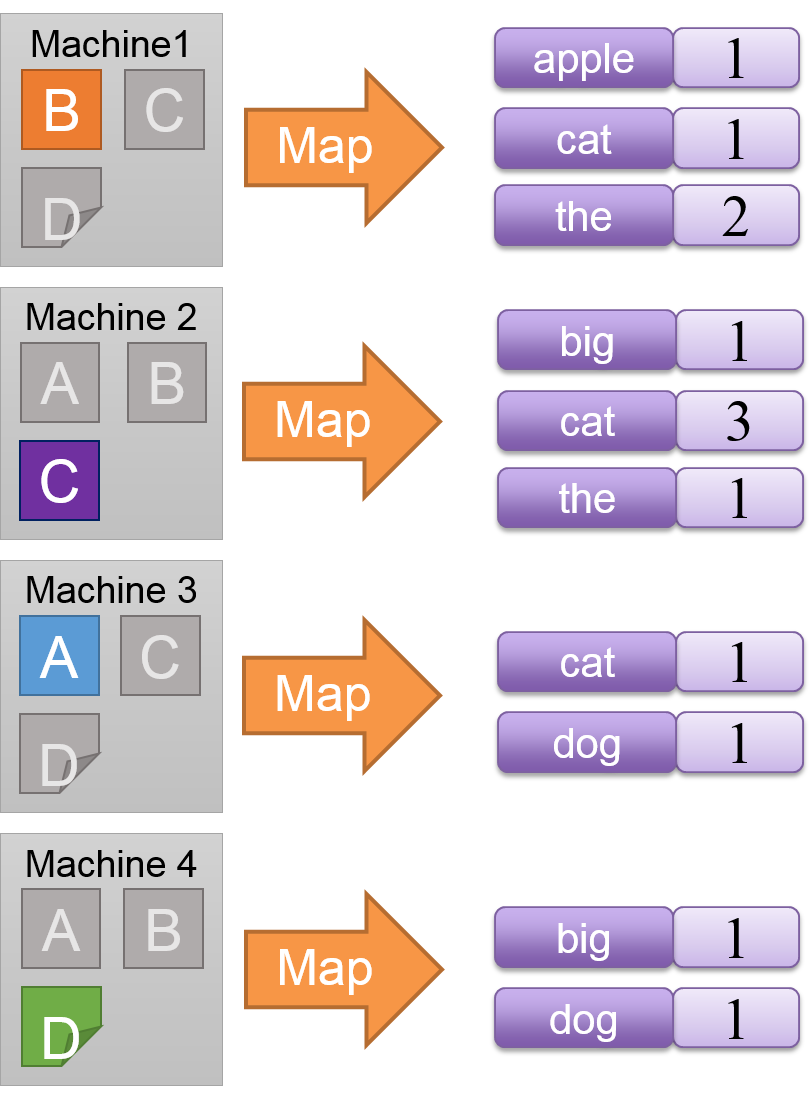 Machine1
B C
D
Map
apple 1
cat 1
the 2
Machine 2
A B
C
Map
big 1
cat 3
the 1
Machine 3
A C
D
Map
cat 1
dog 1
Machine 4
A B
D
Map
big 1
dog 1